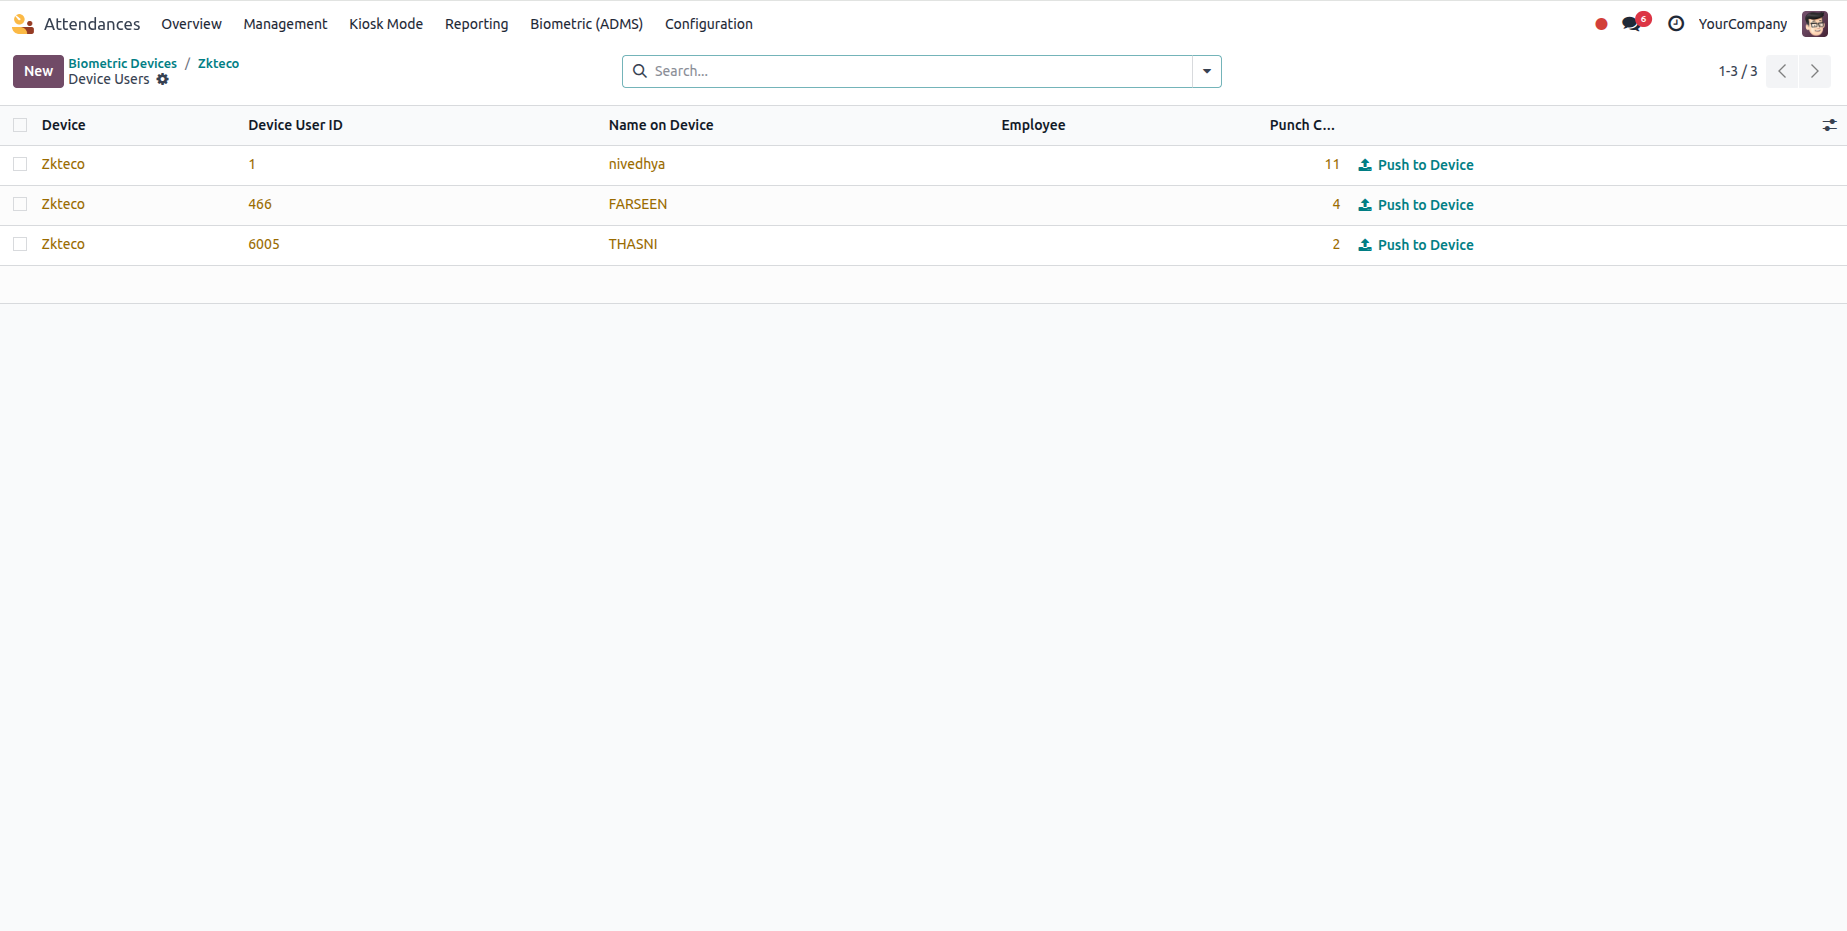 Attendances Overview Management Kiosk Mode Reporting Biometric (ADMS) Configuration 6 YourCompany
New Biometric Devices / Zkteco Search... 1-3 / 3
Device Users
Device Device User ID Name on Device Employee Punch C...
Zkteco 1 nivedhya 11 Push to Device
Zkteco 466 FARSEEN 4 Push to Device
Zkteco 6005 THASNI 2 Push to Device